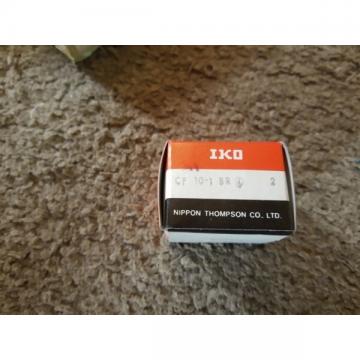 IKO
CF 10-1 BR 2
NIPPON THOMPSON CO., LTD.